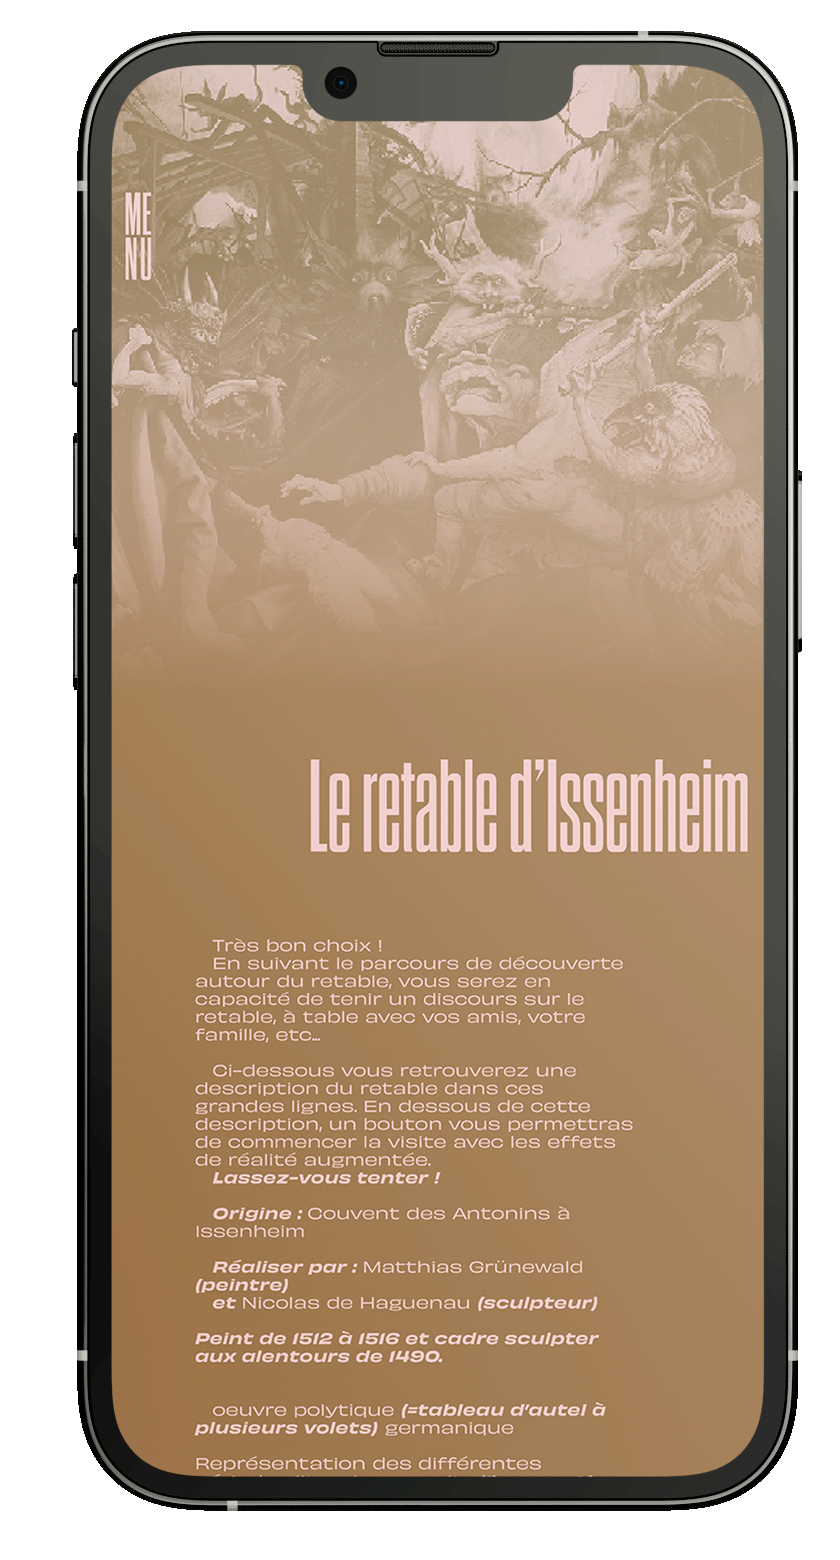 ME
NU
Le retable d'Issenheim
Très bon choix !
En suivant le parcours de découverte
autour du retable, vous serez en
capacité de tenir un discours sur le
retable, à table avec vos amis, votre
famille, etc...
Ci-dessous vous retrouverez une
description du retable dans ces
grandes lignes. En dessous de cette
description, un bouton vous permettras
de commencer la visite avec les effets
de réalité augmentée.
Lassez-vous tenter !
Origine : Couvent des Antonins à
Issenheim
Réaliser par : Matthias Grünewald
(peintre)
et Nicolas de Haguenau (sculpteur)
Peint de 1512 à 1516 et cadre sculpter
aux alentours de 1490.
oeuvre polytique (=tableau d'autel à
plusieurs volets) germanique
Représentation des différentes